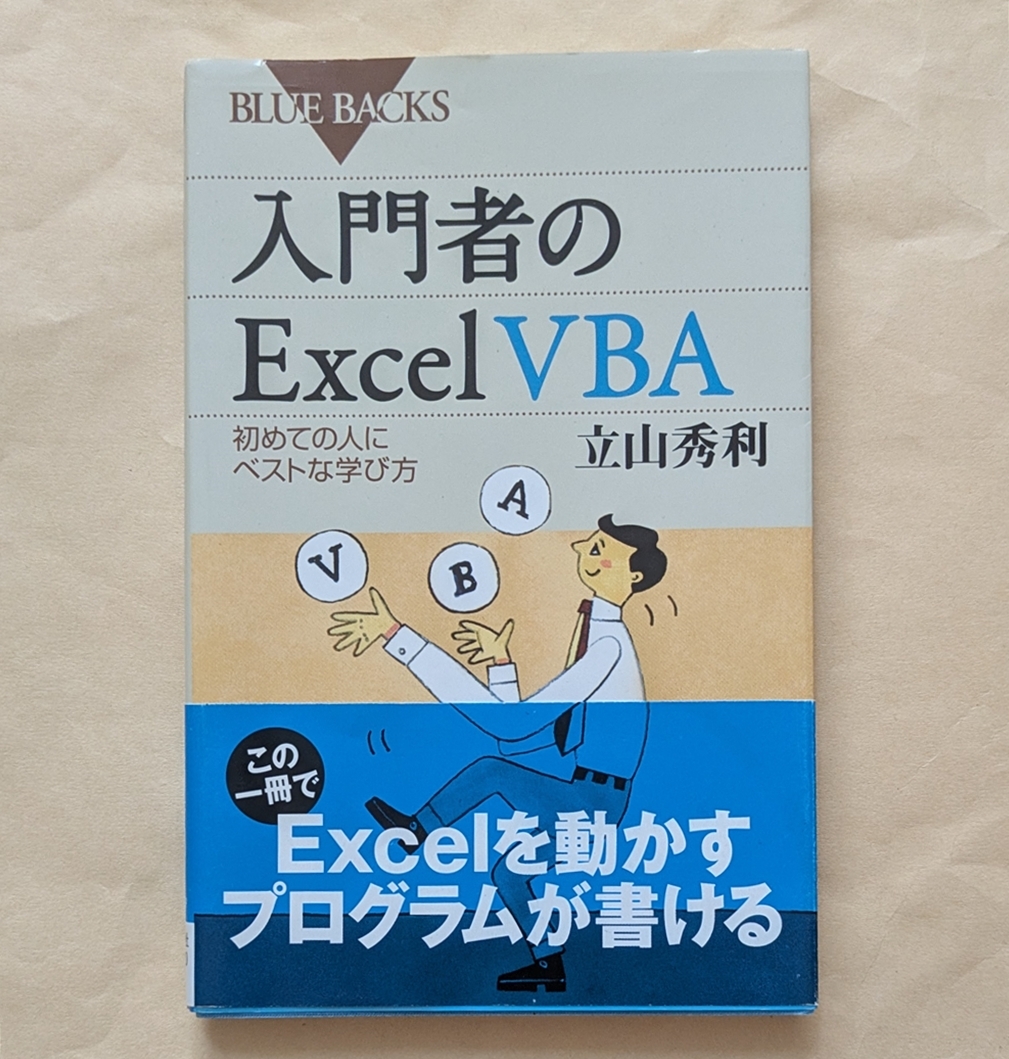 BLUE BACKS
入門者の
Excel VBA
初めての人に
ベストな学び方
立山秀利
A
V
B
この
一冊で
Excelを動かす
プログラムが書ける